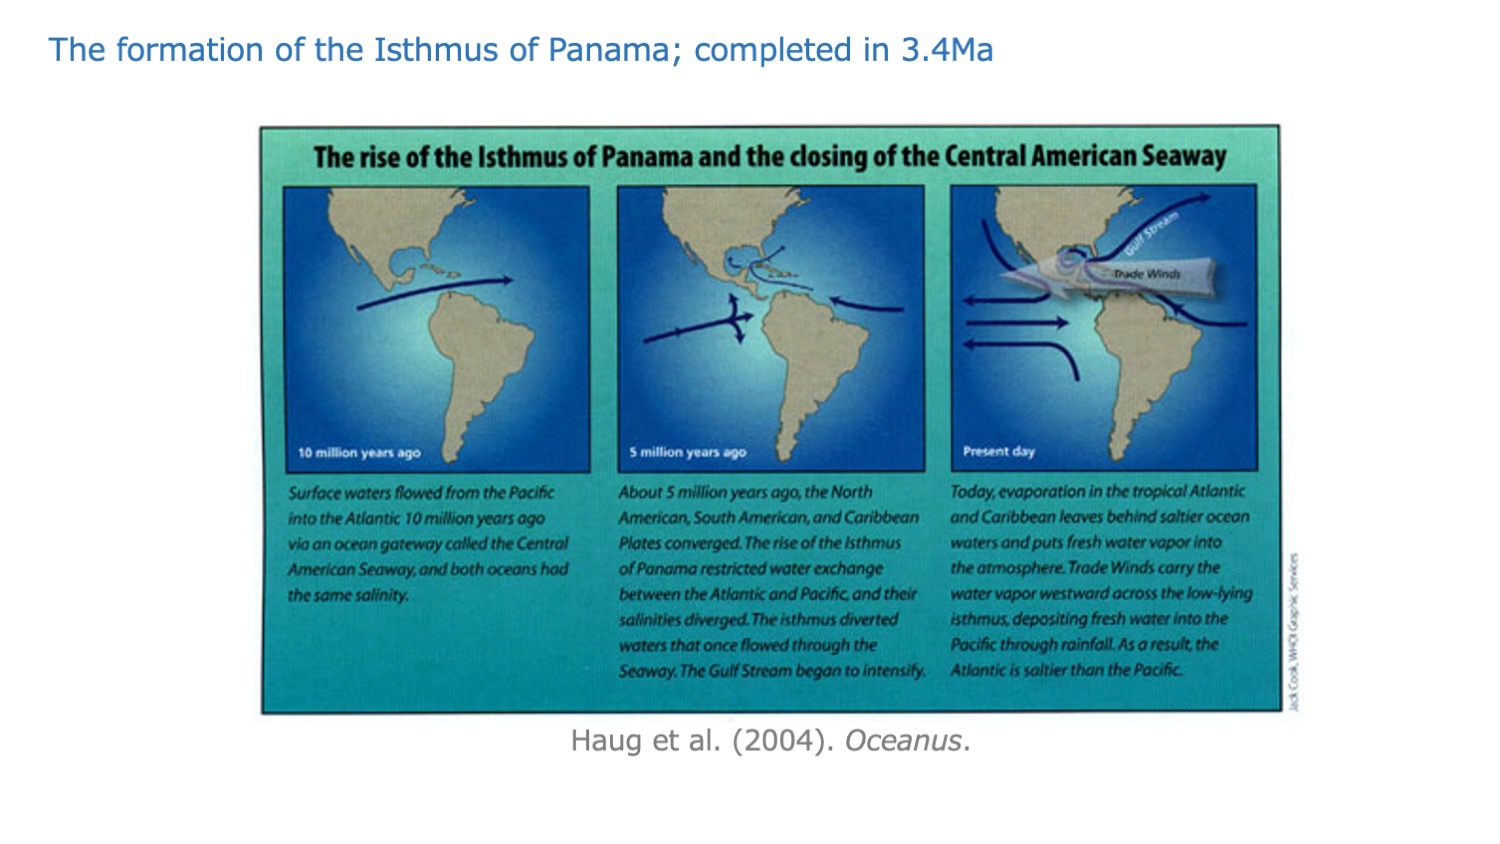 The formation of the Isthmus of Panama; completed in 3.4Ma
The rise of the Isthmus of Panama and the closing of the Central American Seaway
10 million years ago
Surface waters flowed from the Pacific
into the Atlantic 10 million years ago
via an ocean gateway called the Central
American Seaway, and both oceans had
the same salinity.
5 million years ago
About 5 million years ago, the North
American, South American, and Caribbean
Plates converged. The rise of the Isthmus
of Panama restricted water exchange
between the Atlantic and Pacific, and their
salinities diverged. The isthmus diverted
waters that once flowed through the
Seaway. The Gulf Stream began to intensify.
Gulf Stream
Trade Winds
Present day
Today, evaporation in the tropical Atlantic
and Caribbean leaves behind saltier ocean
waters and puts fresh water vapor into
the atmosphere. Trade Winds carry the
water vapor westward across the low-lying
isthmus, depositing fresh water into the
Pacific through rainfall. As a result, the
Atlantic is saltier than the Pacific.
Jack Cook, WHOI Graphic Services
Haug et al. (2004). Oceanus.